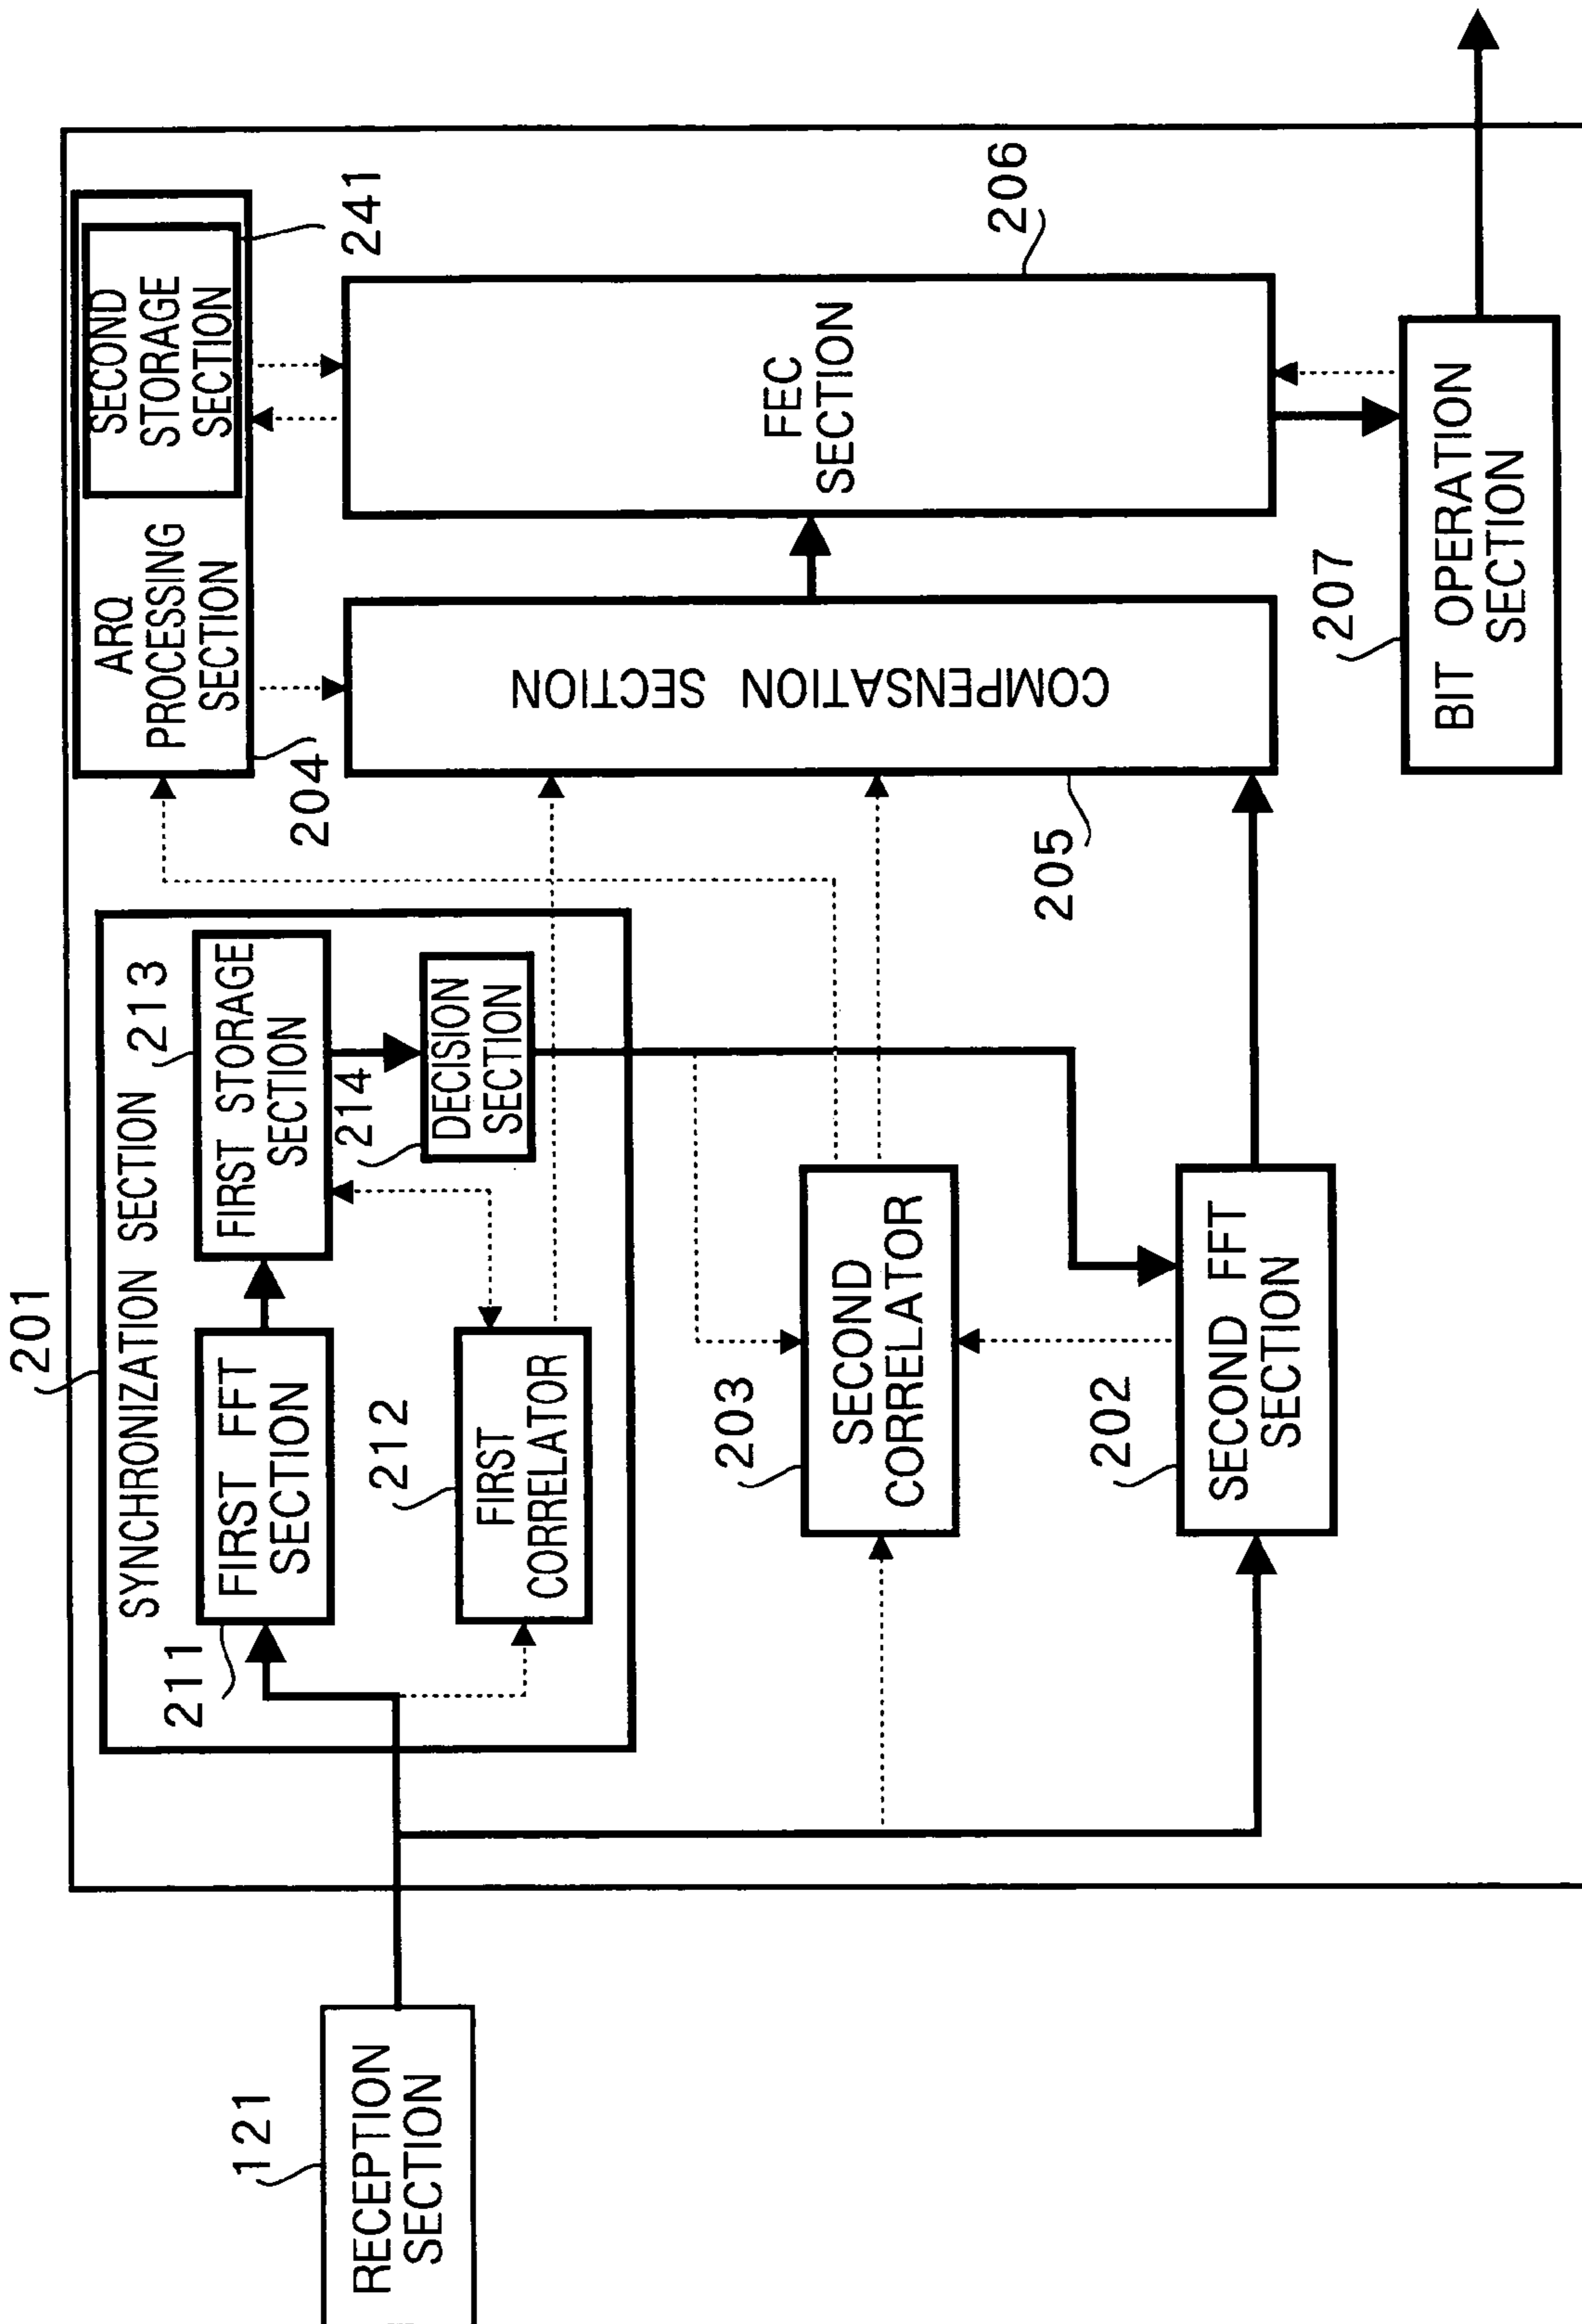 201
SYNCHRONIZATION SECTION
211
FIRST FFT
SECTION
213
FIRST STORAGE
SECTION
212
FIRST
CORRELATOR
214
DECISION
SECTION
121
RECEPTION
SECTION
203
SECOND
CORRELATOR
202
SECOND FFT
SECTION
204
ARQ
PROCESSING
SECTION
SECOND
STORAGE
SECTION
241
205
COMPENSATION SECTION
206
FEC
SECTION
207
BIT OPERATION
SECTION